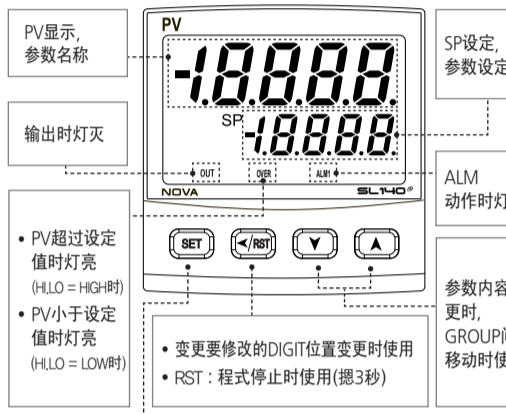 PV显示,
参数名称
PV
-1.8.8.8.8.
SP
-1.8.8.8.8.
SP设定,
参数设定
输出时灯灭
OUT
OVER
ALM1
NOVA
SL140
ALM
动作时灯
• PV超过设定
值时灯亮
(HI.LO = HIGH时)
• PV小于设定
值时灯亮
(HI.LO = LOW时)
SET
</RST
参数内容
更时,
GROUP
移动时使
• 变更要修改的DIGIT位置变更时使用
• RST：程式停止时使用(摁3秒)